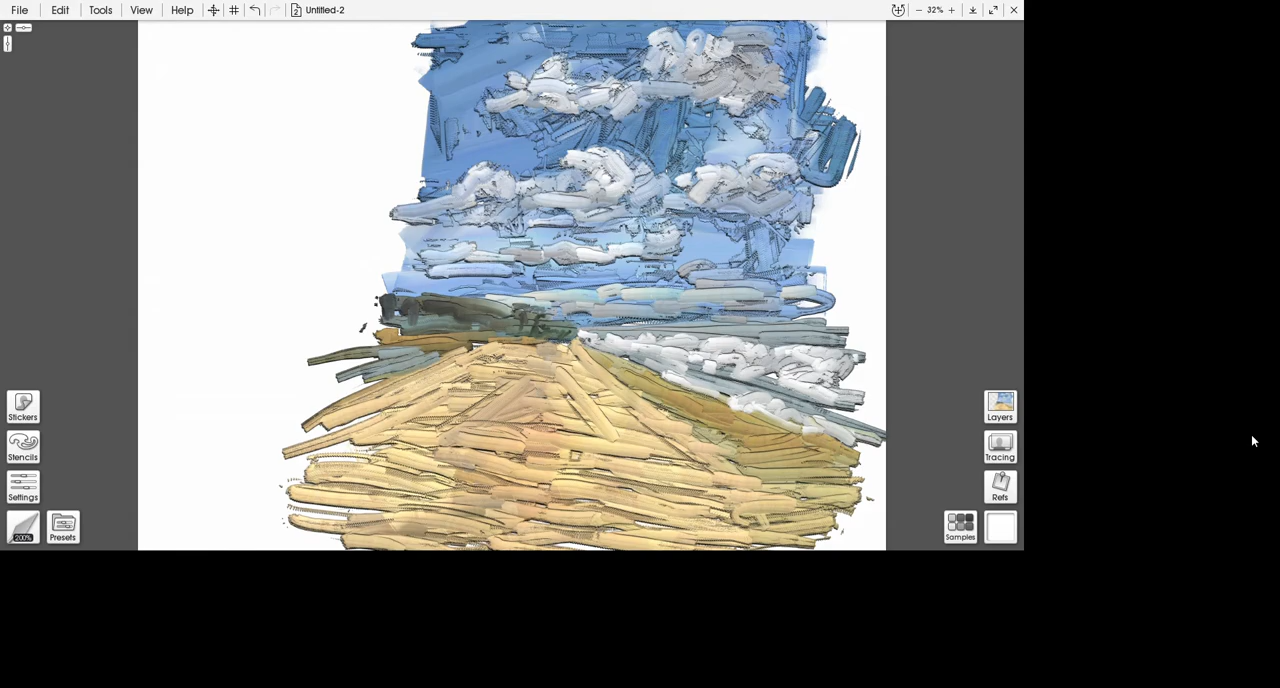 File Edit Tools View Help Untitled-2 32%
Stickers
Stencils
Settings
200%
Presets
Layers
Tracing
Refs
Samples